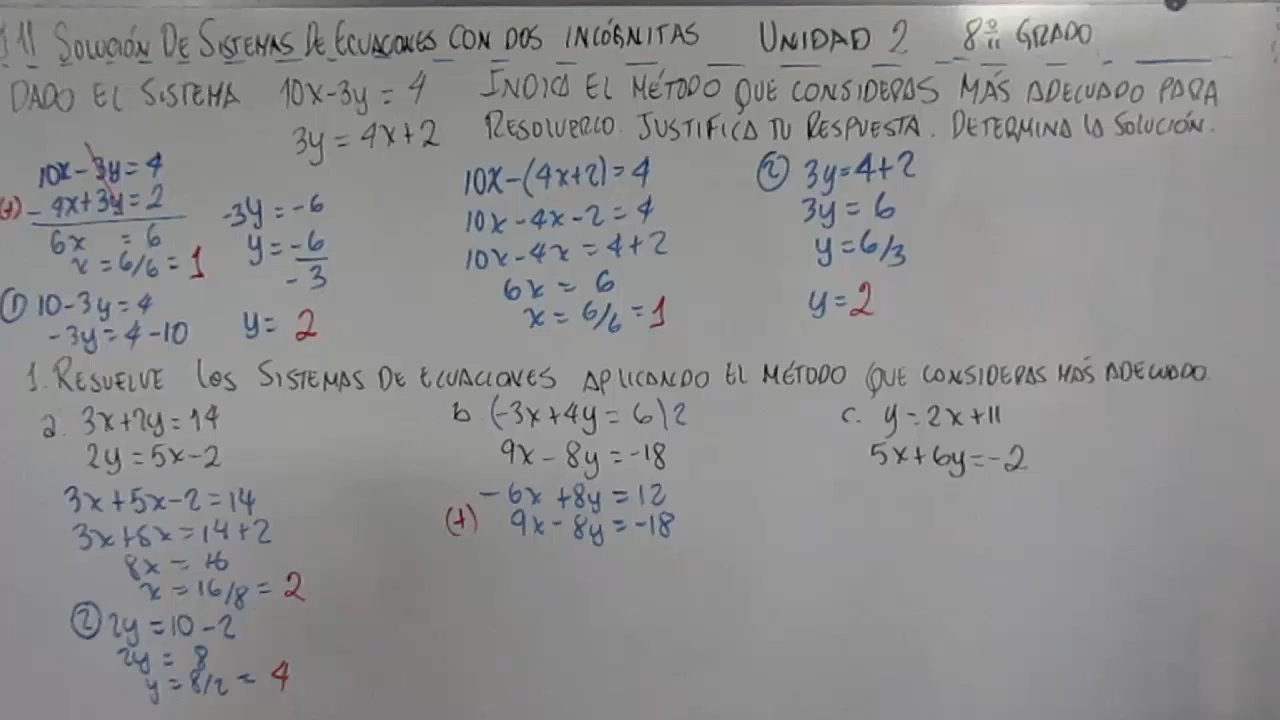 1.11 SOLUCIÓN DE SISTEMAS DE ECUACIONES CON DOS INCÓGNITAS UNIDAD 2 8º GRADO
DADO EL SISTEMA 10x-3y=4 INDICA EL MÉTODO QUE CONSIDERAS MÁS ADECUADO PARA
3y=4x+2 RESOLVERLO. JUSTIFICA TU RESPUESTA. DETERMINA LA SOLUCIÓN.
10x-3y=4
(+) -4x+3y=2
6x =6
x=6/6=1
① 10-3y=4
-3y=4-10
-3y=-6
y=-6
-3
y=2
10x-(4x+2)=4
10x-4x-2=4
10x-4x=4+2
6x=6
x=6/6=1
② 3y=4+2
3y=6
y=6/3
y=2
1. RESUELVE LOS SISTEMAS DE ECUACIONES APLICANDO EL MÉTODO QUE CONSIDERAS MÁS ADECUADO.
a. 3x+2y=14
2y=5x-2
3x+5x-2=14
3x+5x=14+2
8x=16
x=16/8=2
② 2y=10-2
2y=8
y=8/2=4
b (-3x+4y=6)2
9x-8y=-18
-6x+8y=12
(+) 9x-8y=-18
c. y=2x+11
5x+6y=-2